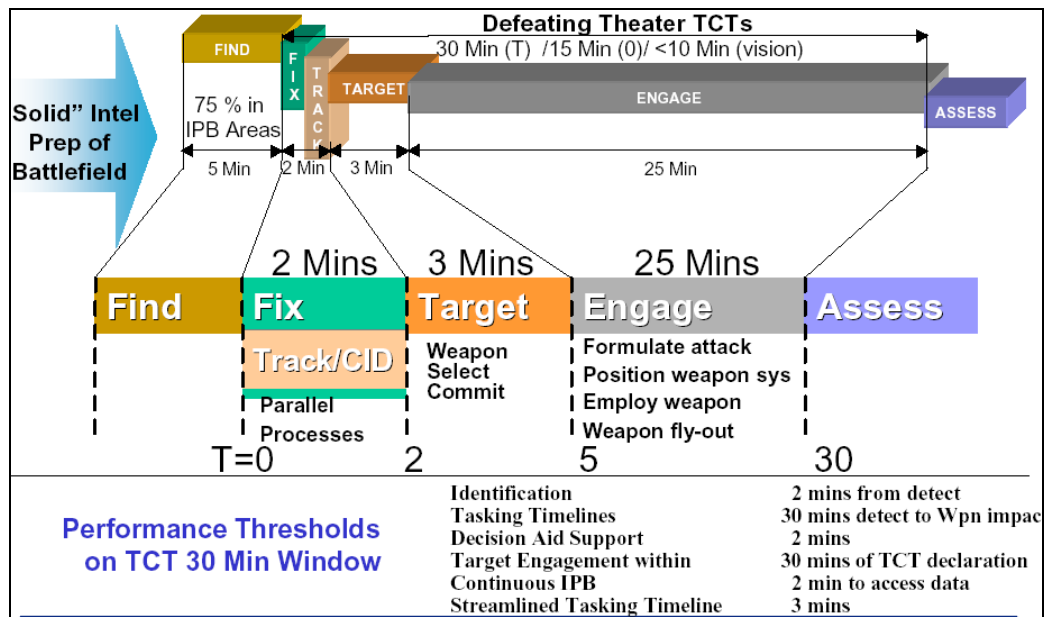 Defeating Theater TCTs
30 Min (T) /15 Min (0)/ <10 Min (vision)
FIND
FIX
TRACK
TARGET
ENGAGE
ASSESS
Solid” Intel
Prep of
Battlefield
75 % in
IPB Areas
5 Min
2 Min
3 Min
25 Min
2 Mins
3 Mins
25 Mins
Find
Fix
Target
Engage
Assess
Track/CID
Parallel
Processes
Weapon
Select
Commit
Formulate attack
Position weapon sys
Employ weapon
Weapon fly-out
T=0
2
5
30
Performance Thresholds
on TCT 30 Min Window
Identification 2 mins from detect
Tasking Timelines 30 mins detect to Wpn impac
Decision Aid Support 2 mins
Target Engagement within 30 mins of TCT declaration
Continuous IPB 2 min to access data
Streamlined Tasking Timeline 3 mins